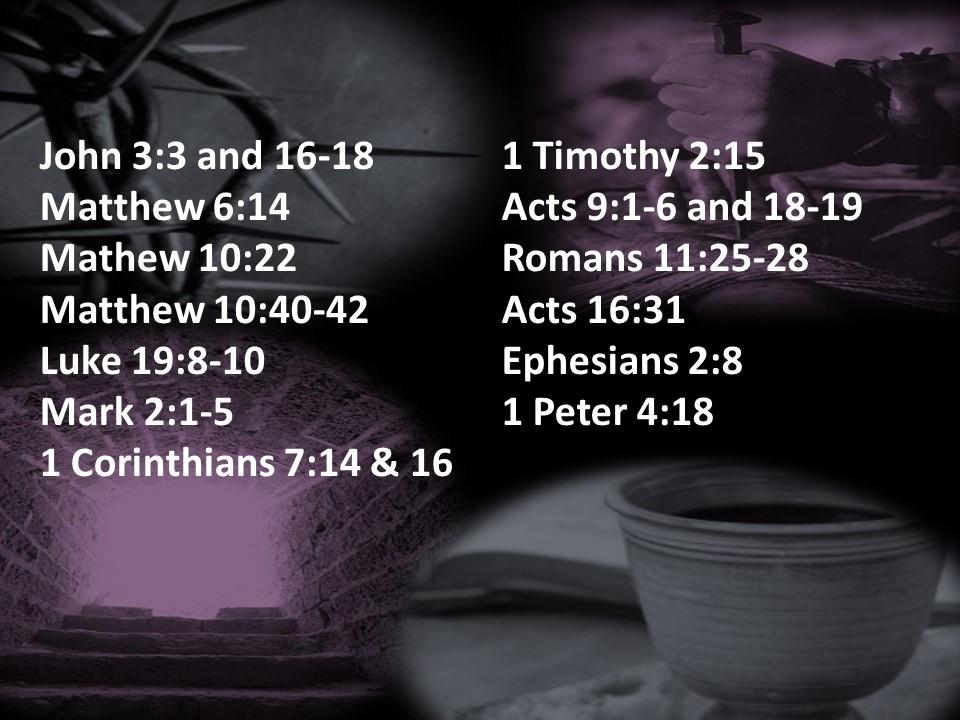 John 3:3 and 16-18
Matthew 6:14
Mathew 10:22
Matthew 10:40-42
Luke 19:8-10
Mark 2:1-5
1 Corinthians 7:14 & 16
1 Timothy 2:15
Acts 9:1-6 and 18-19
Romans 11:25-28
Acts 16:31
Ephesians 2:8
1 Peter 4:18